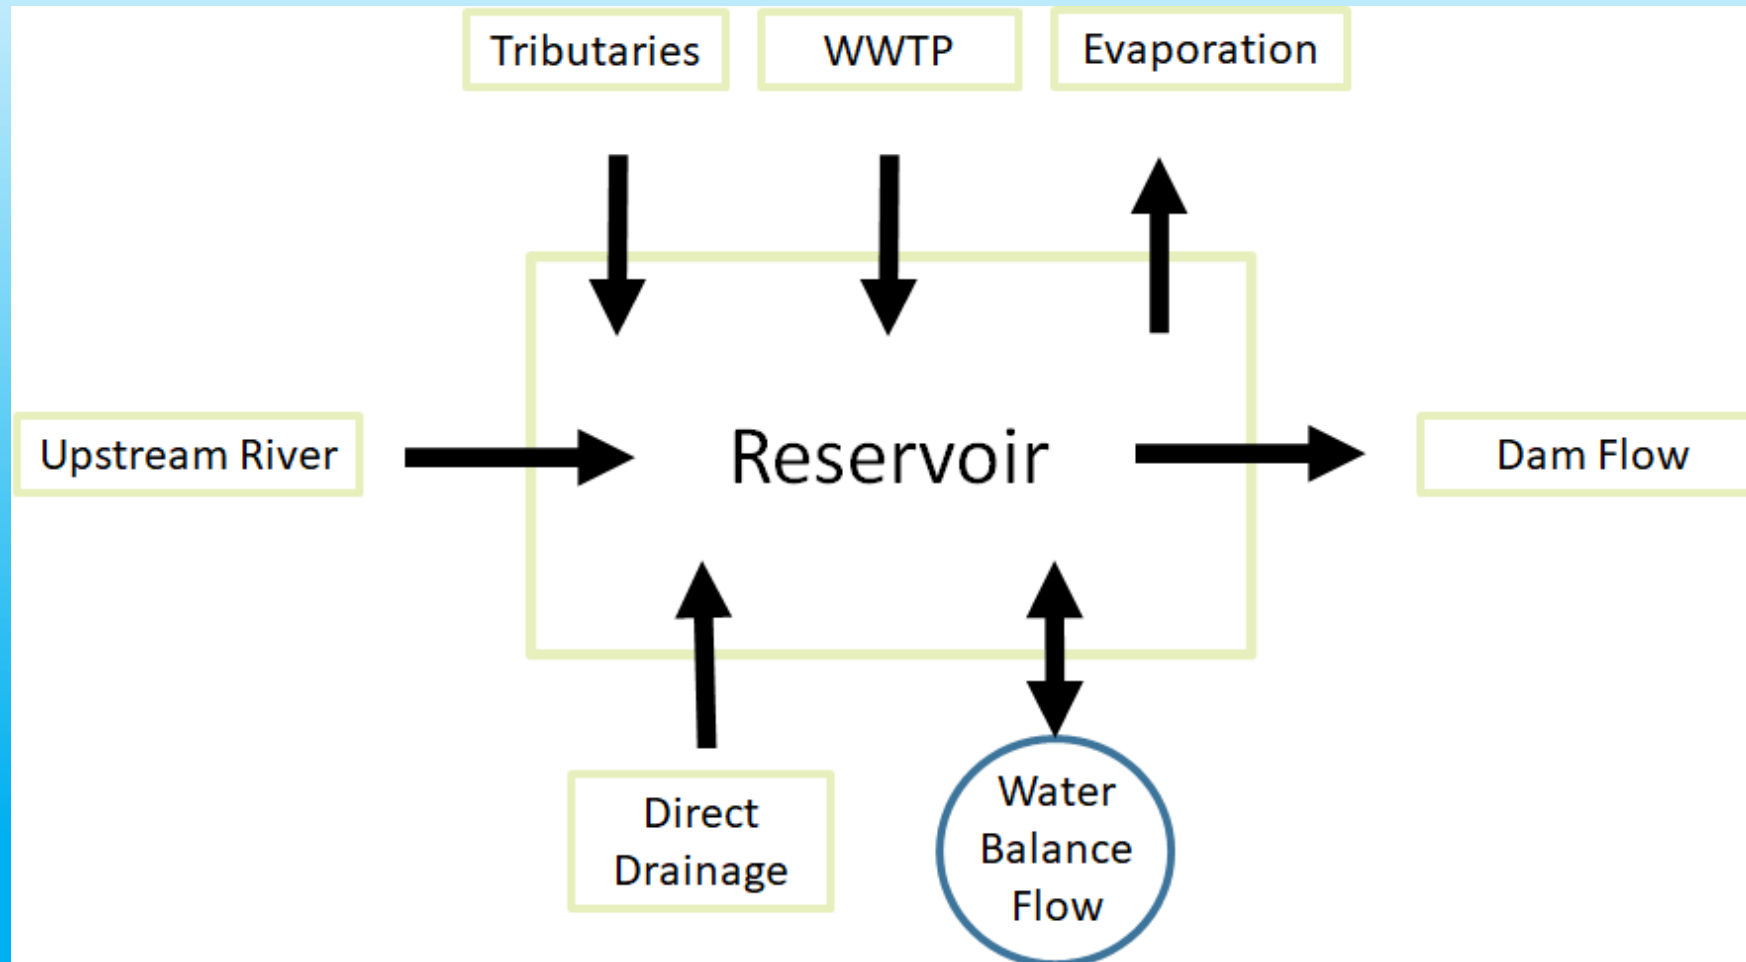 Tributaries
WWTP
Evaporation
Upstream River
Reservoir
Dam Flow
Direct
Drainage
Water
Balance
Flow